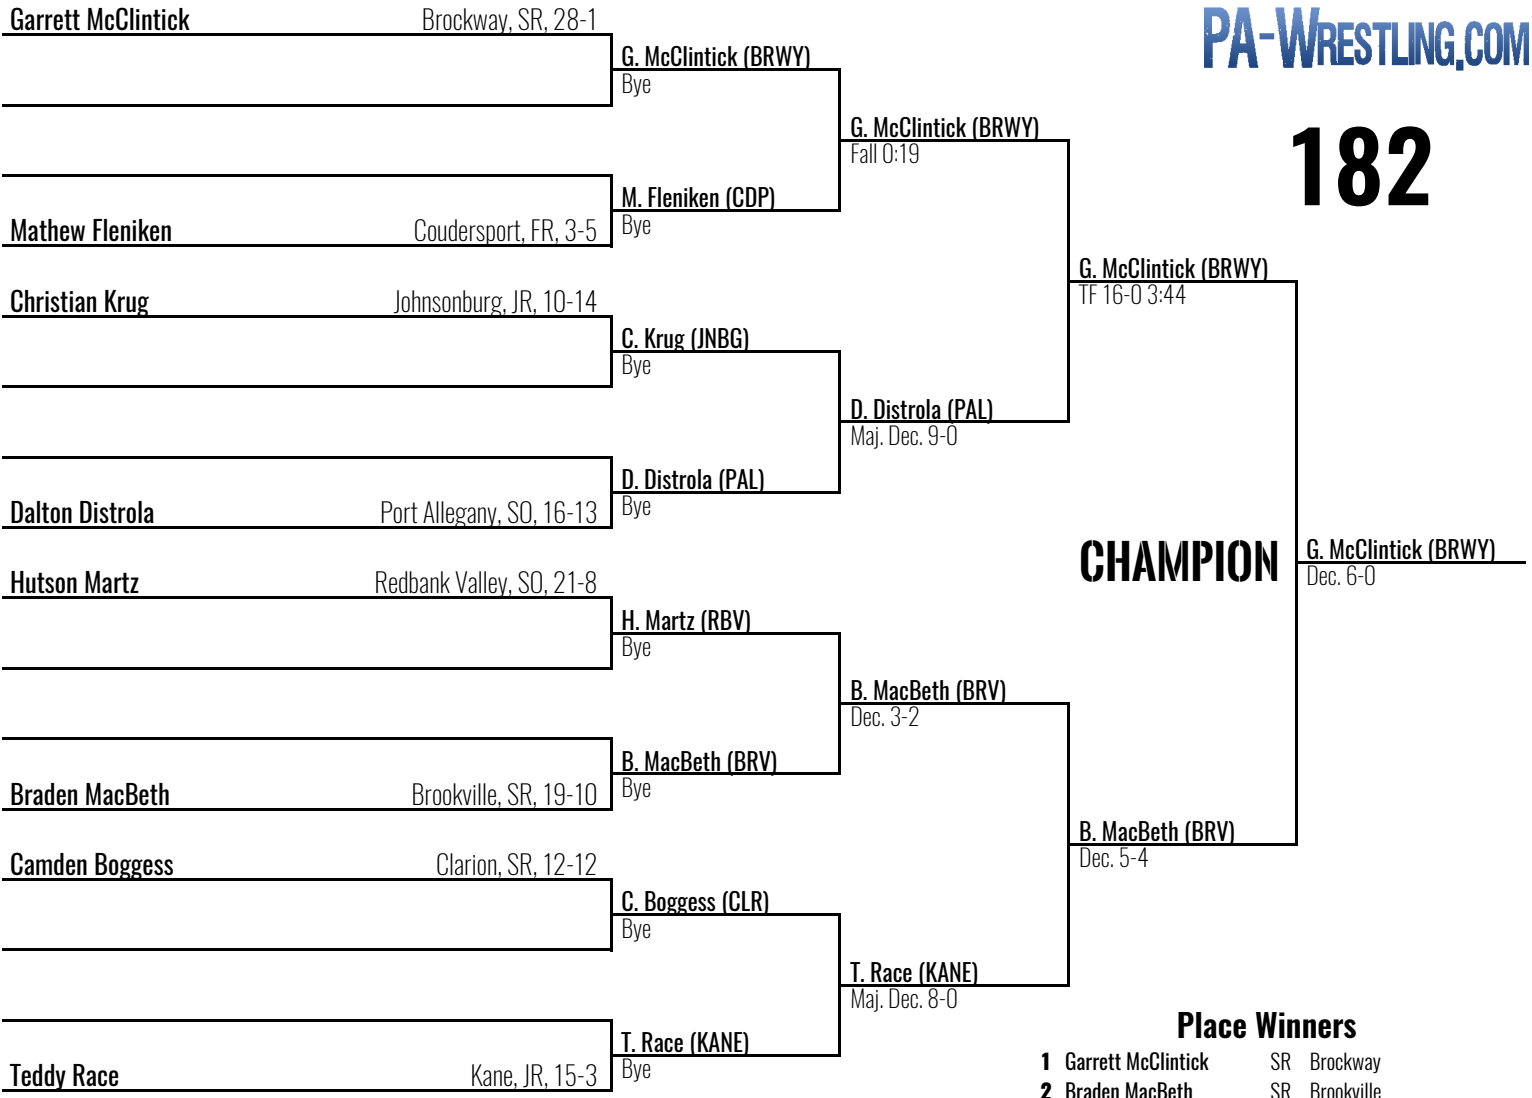 Garrett McClintick Brockway, SR, 28-1
G. McClintick (BRWY)
Bye
G. McClintick (BRWY)
Fall 0:19
M. Fleniken (CDP)
Bye
Mathew Fleniken Coudersport, FR, 3-5
G. McClintick (BRWY)
TF 16-0 3:44
Christian Krug Johnsonburg, JR, 10-14
C. Krug (JNBG)
Bye
D. Distrola (PAL)
Maj. Dec. 9-0
D. Distrola (PAL)
Bye
Dalton Distrola Port Allegany, SO, 16-13
PA-WRESTLING.COM
182
CHAMPION
G. McClintick (BRWY)
Dec. 6-0
Hutson Martz Redbank Valley, SO, 21-8
H. Martz (RBV)
Bye
B. MacBeth (BRV)
Dec. 3-2
B. MacBeth (BRV)
Bye
Braden MacBeth Brookville, SR, 19-10
B. MacBeth (BRV)
Dec. 5-4
Camden Boggess Clarion, SR, 12-12
C. Boggess (CLR)
Bye
T. Race (KANE)
Maj. Dec. 8-0
T. Race (KANE)
Bye
Teddy Race Kane, JR, 15-3
Place Winners
1 Garrett McClintick SR Brockway
2 Braden MacBeth SR Brookville